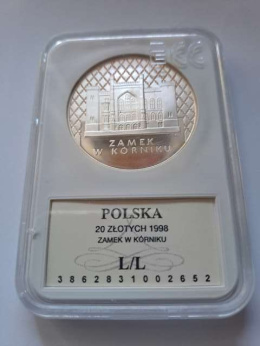 ZAMEK
W KÓRNIKU
POLSKA
20 ZŁOTYCH 1998
ZAMEK W KÓRNIKU
L/L
3862831002652